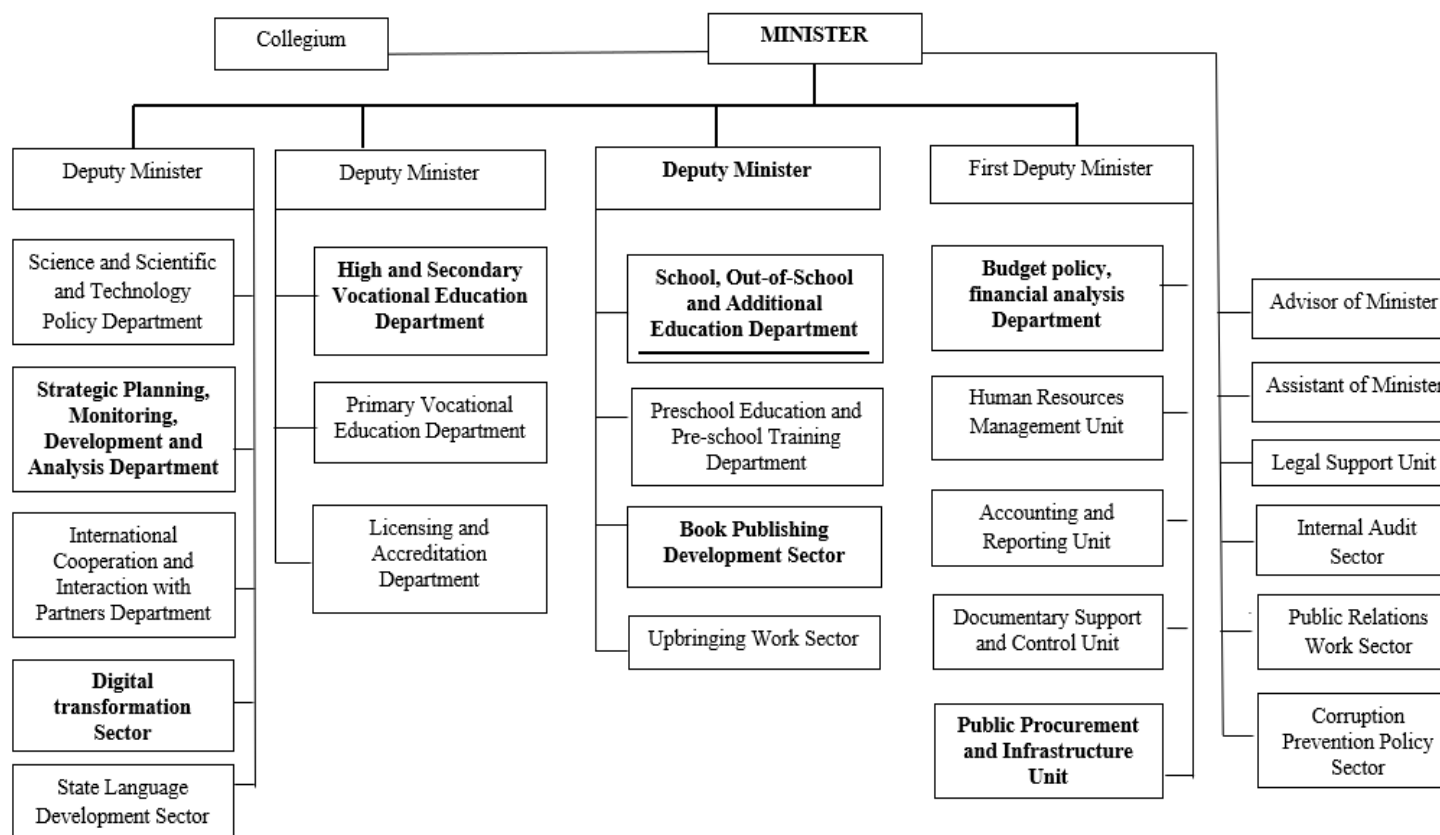 Collegium
MINISTER
Deputy Minister
Science and Scientific
and Technology
Policy Department
Strategic Planning,
Monitoring,
Development and
Analysis Department
International
Cooperation and
Interaction with
Partners Department
Digital
transformation
Sector
State Language
Development Sector
Deputy Minister
High and Secondary
Vocational Education
Department
Primary Vocational
Education Department
Licensing and
Accreditation
Department
Deputy Minister
School, Out-of-School
and Additional
Education Department
Preschool Education and
Pre-school Training
Department
Book Publishing
Development Sector
Upbringing Work Sector
First Deputy Minister
Budget policy,
financial analysis
Department
Human Resources
Management Unit
Accounting and
Reporting Unit
Documentary Support
and Control Unit
Public Procurement
and Infrastructure
Unit
Advisor of Minister
Assistant of Minister
Legal Support Unit
Internal Audit
Sector
Public Relations
Work Sector
Corruption
Prevention Policy
Sector